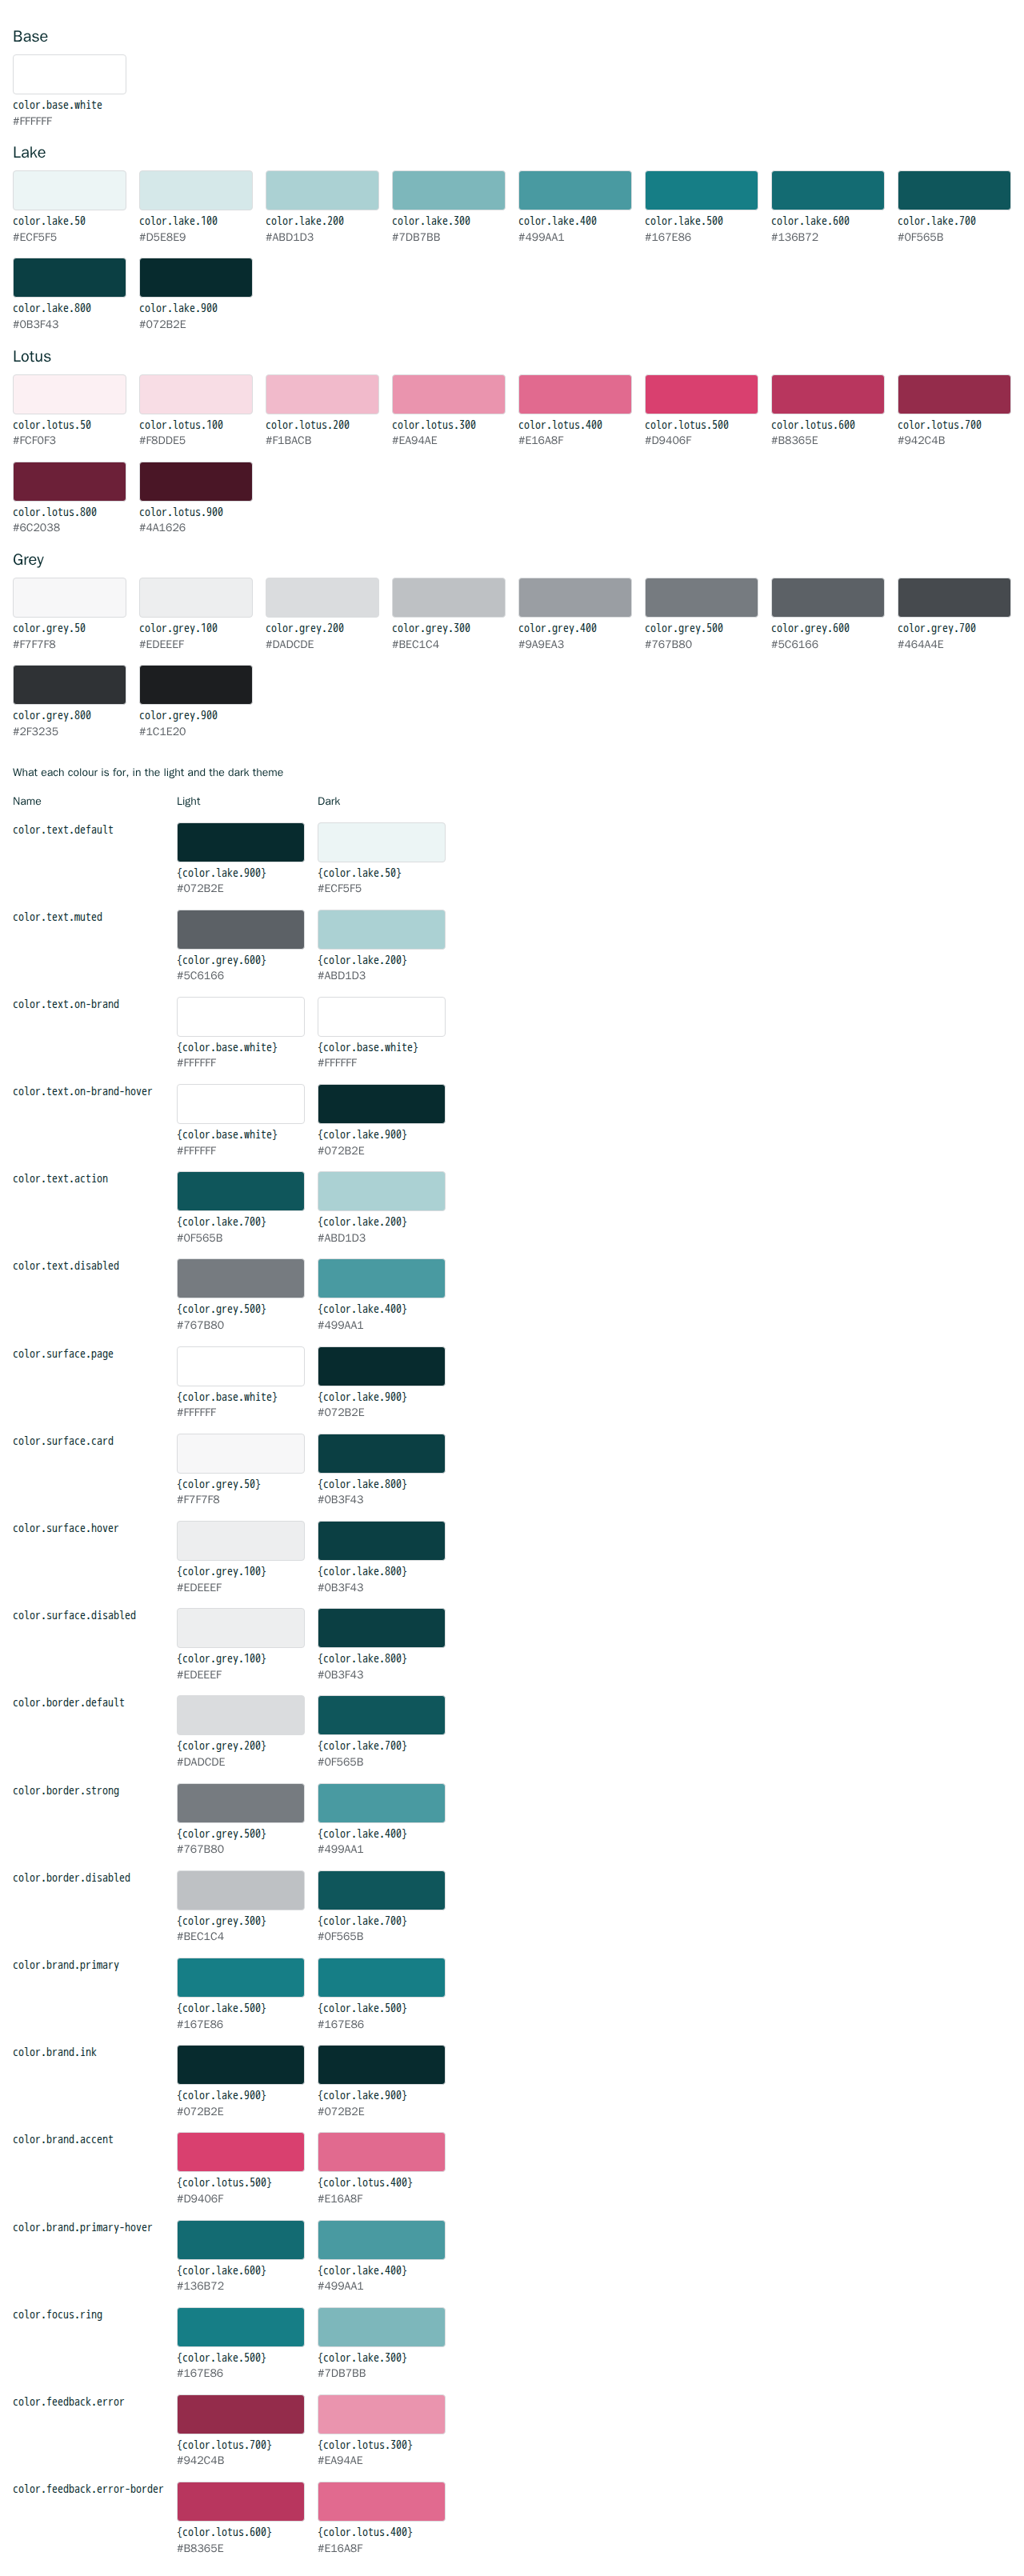 Base
color.base.white
#FFFFFF
Lake
color.lake.50 color.lake.100 color.lake.200 color.lake.300 color.lake.400 color.lake.500 color.lake.600 color.lake.700
#ECF5F5 #D5E8E9 #ABD1D3 #7DB7BB #499AA1 #167E86 #136B72 #0F565B
color.lake.800 color.lake.900
#0B3F43 #072B2E
Lotus
color.lotus.50 color.lotus.100 color.lotus.200 color.lotus.300 color.lotus.400 color.lotus.500 color.lotus.600 color.lotus.700
#FCF0F3 #F8DDE5 #F1BACB #EA94AE #E16A8F #D9406F #B8365E #942C4B
color.lotus.800 color.lotus.900
#6C2038 #4A1626
Grey
color.grey.50 color.grey.100 color.grey.200 color.grey.300 color.grey.400 color.grey.500 color.grey.600 color.grey.700
#F7F7F8 #EDEEEF #DADCDE #BEC1C4 #9A9EA3 #767B80 #5C6166 #464A4E
color.grey.800 color.grey.900
#2F3235 #1C1E20
What each colour is for, in the light and the dark theme
Name Light Dark
color.text.default
{color.lake.900} {color.lake.50}
#072B2E #ECF5F5
color.text.muted
{color.grey.600} {color.lake.200}
#5C6166 #ABD1D3
color.text.on-brand
{color.base.white} {color.base.white}
#FFFFFF #FFFFFF
color.text.on-brand-hover
{color.base.white} {color.lake.900}
#FFFFFF #072B2E
color.text.action
{color.lake.700} {color.lake.200}
#0F565B #ABD1D3
color.text.disabled
{color.grey.500} {color.lake.400}
#767B80 #499AA1
color.surface.page
{color.base.white} {color.lake.900}
#FFFFFF #072B2E
color.surface.card
{color.grey.50} {color.lake.800}
#F7F7F8 #0B3F43
color.surface.hover
{color.grey.100} {color.lake.800}
#EDEEEF #0B3F43
color.surface.disabled
{color.grey.100} {color.lake.800}
#EDEEEF #0B3F43
color.border.default
{color.grey.200} {color.lake.700}
#DADCDE #0F565B
color.border.strong
{color.grey.500} {color.lake.400}
#767B80 #499AA1
color.border.disabled
{color.grey.300} {color.lake.700}
#BEC1C4 #0F565B
color.brand.primary
{color.lake.500} {color.lake.500}
#167E86 #167E86
color.brand.ink
{color.lake.900} {color.lake.900}
#072B2E #072B2E
color.brand.accent
{color.lotus.500} {color.lotus.400}
#D9406F #E16A8F
color.brand.primary-hover
{color.lake.600} {color.lake.400}
#136B72 #499AA1
color.focus.ring
{color.lake.500} {color.lake.300}
#167E86 #7DB7BB
color.feedback.error
{color.lotus.700} {color.lotus.300}
#942C4B #EA94AE
color.feedback.error-border
{color.lotus.600} {color.lotus.400}
#B8365E #E16A8F